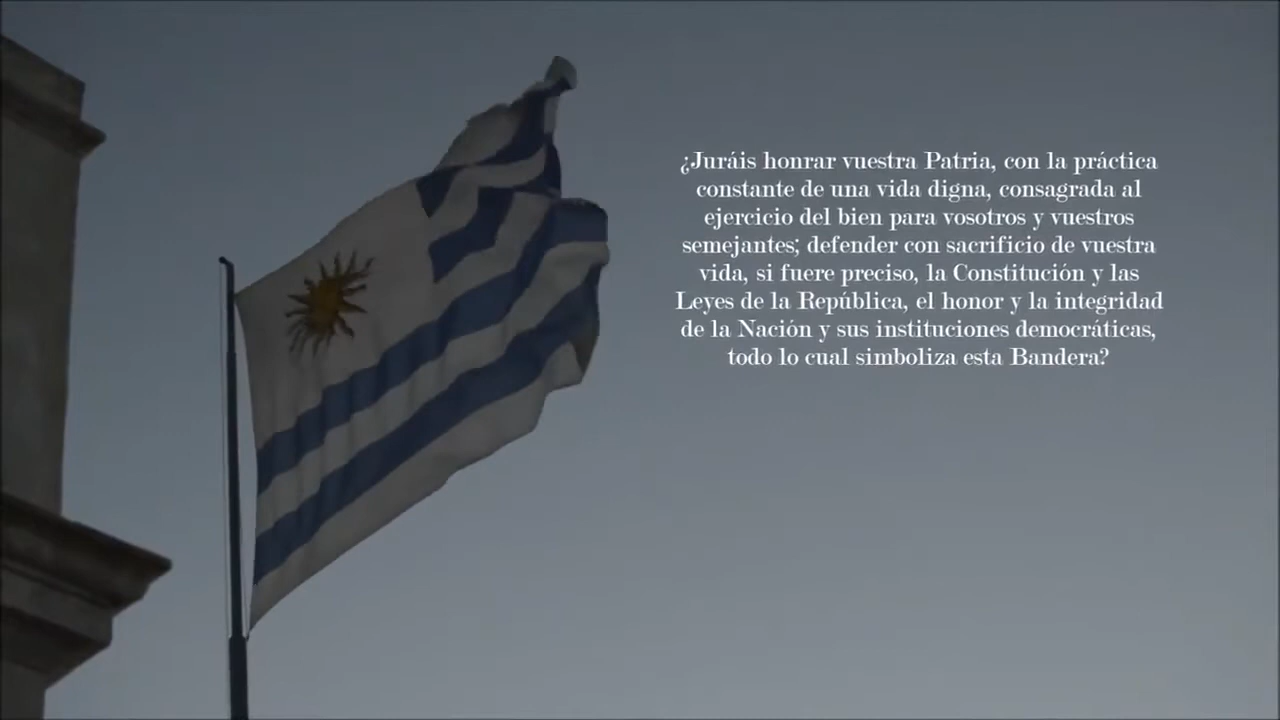 ¿Juráis honrar vuestra Patria, con la práctica
constante de una vida digna, consagrada al
ejercicio del bien para vosotros y vuestros
semejantes; defender con sacrificio de vuestra
vida, si fuere preciso, la Constitución y las
Leyes de la República, el honor y la integridad
de la Nación y sus instituciones democráticas,
todo lo cual simboliza esta Bandera?